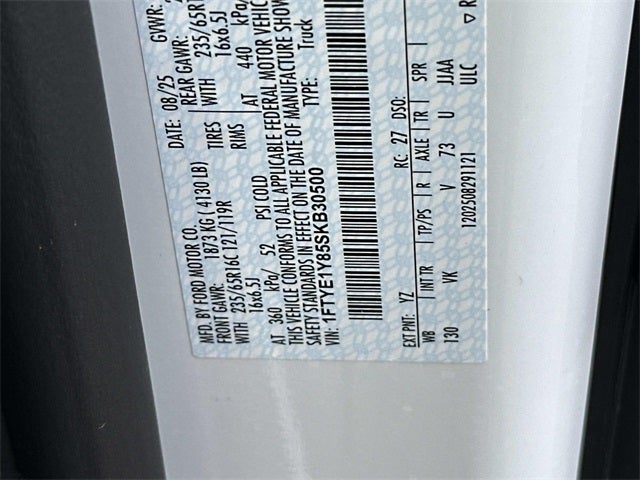 MFD. BY FORD MOTOR CO.
DATE: 08/25 GVWR:
FRONT GAWR: 1873 KG (4130 LB) REAR GAWR:
WITH 235/65R16C 121/119R TIRES WITH 235/65R
16x6.5J RIMS 16x6.5J
AT 360 kPa/ 52 PSI COLD AT 440 kPa
THIS VEHICLE CONFORMS TO ALL APPLICABLE FEDERAL MOTOR VEHIC
SAFETY STANDARDS IN EFFECT ON THE DATE OF MANUFACTURE SHOW
VIN: 1FTYE1Y85SKB30500 TYPE: Truck
EXT PNT: YZ RC: 27 DSO:
WB INT TR TP/PS R AXLE TR SPR
130 VK V 73 U JJAA
1202508291121 ULC